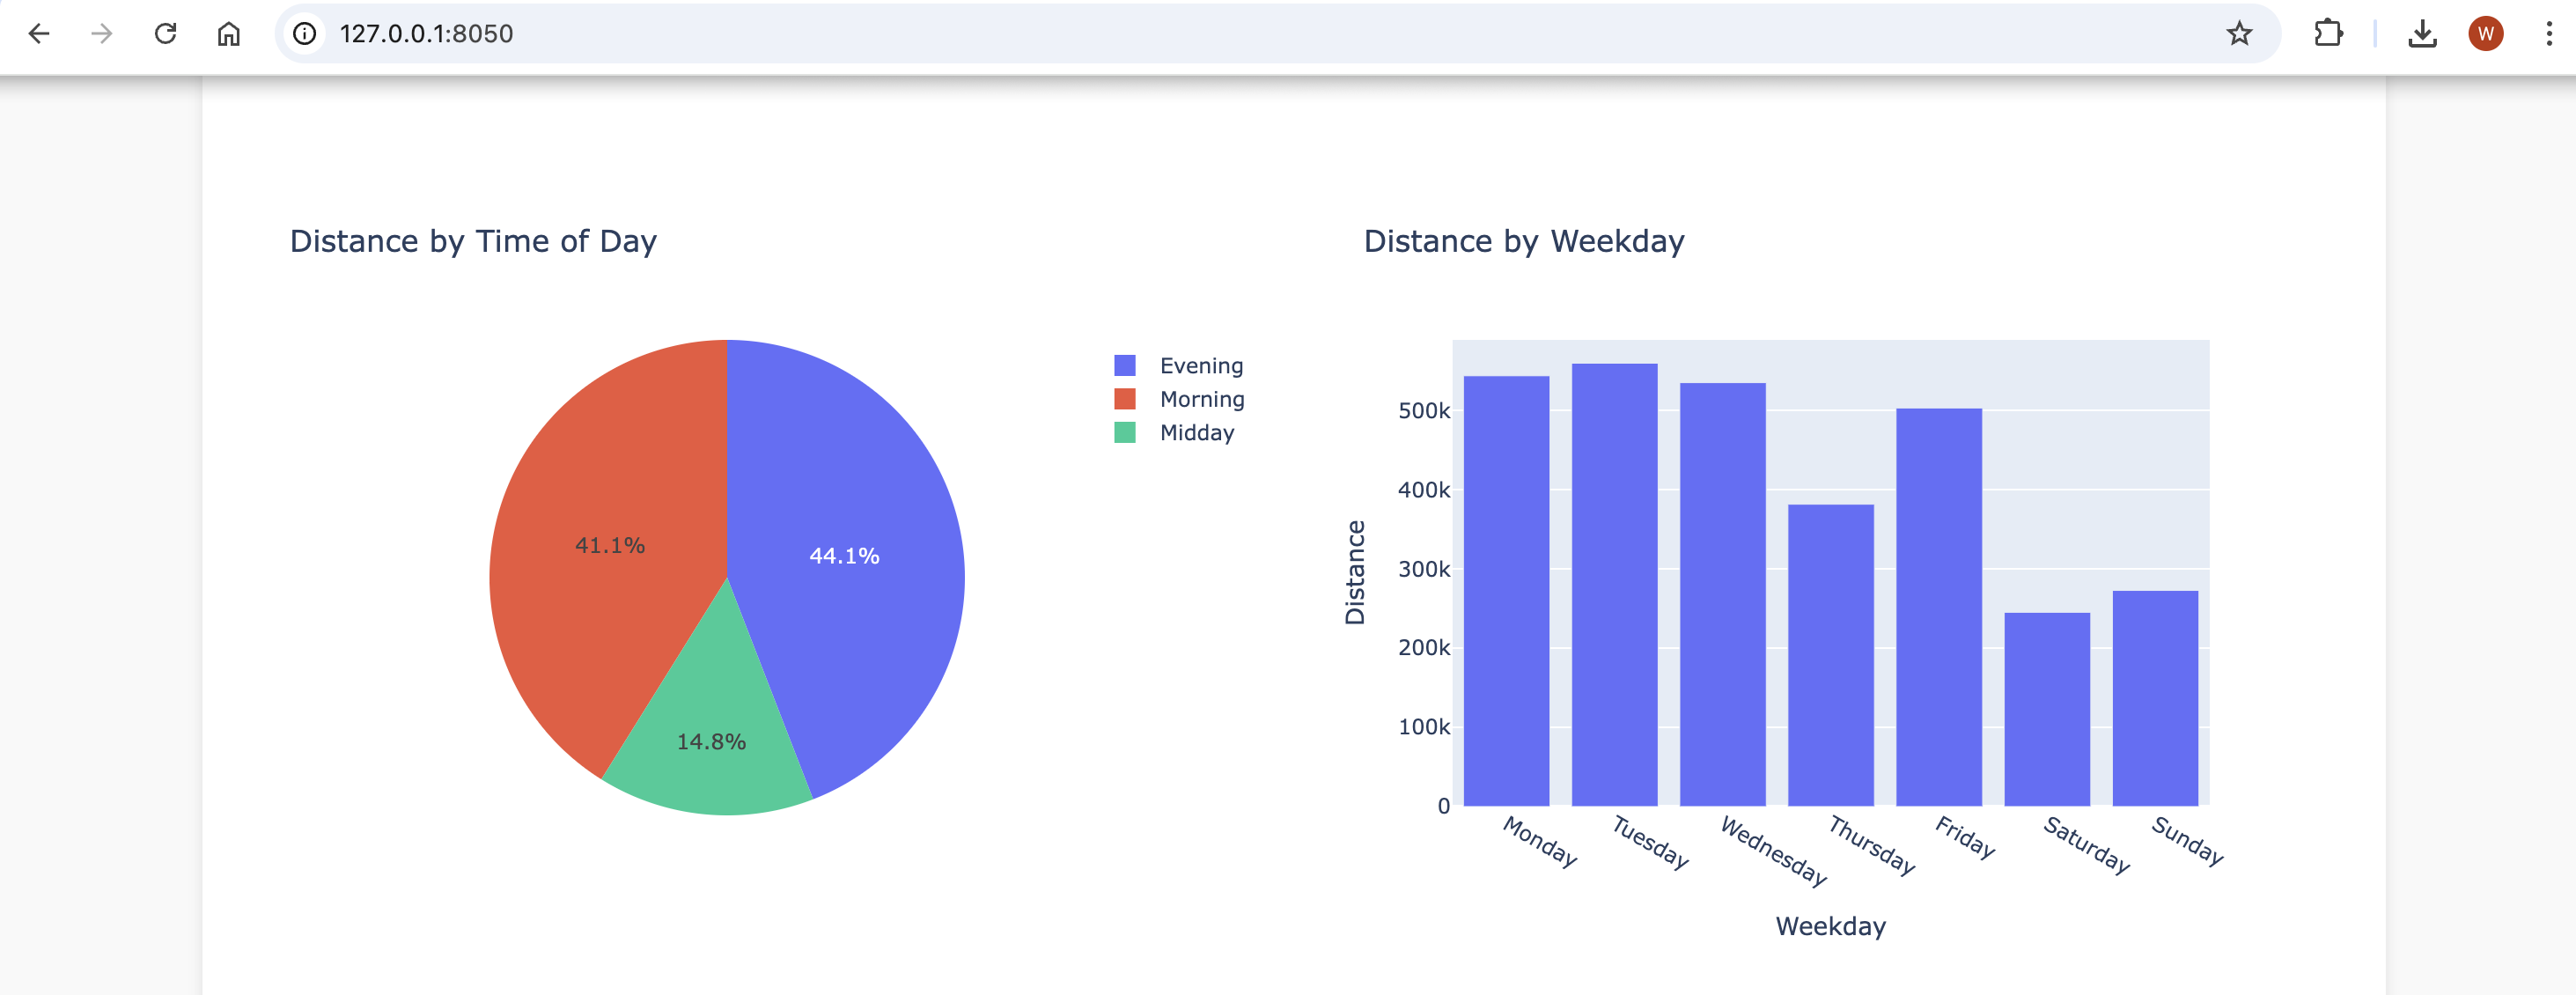 127.0.0.1:8050
W
Distance by Time of Day
Evening
Morning
Midday
41.1%
44.1%
14.8%
Distance by Weekday
500k
400k
300k
200k
100k
0
Distance
Monday
Tuesday
Wednesday
Thursday
Friday
Saturday
Sunday
Weekday